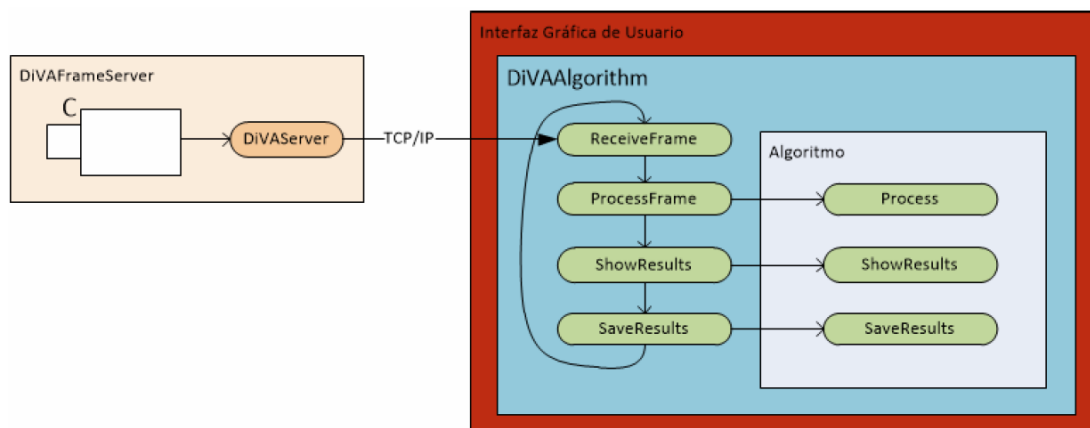 Interfaz Gráfica de Usuario
DiVAFrameServer
C
DiVAServer
TCP/IP
DiVAAlgorithm
ReceiveFrame
ProcessFrame
ShowResults
SaveResults
Algoritmo
Process
ShowResults
SaveResults